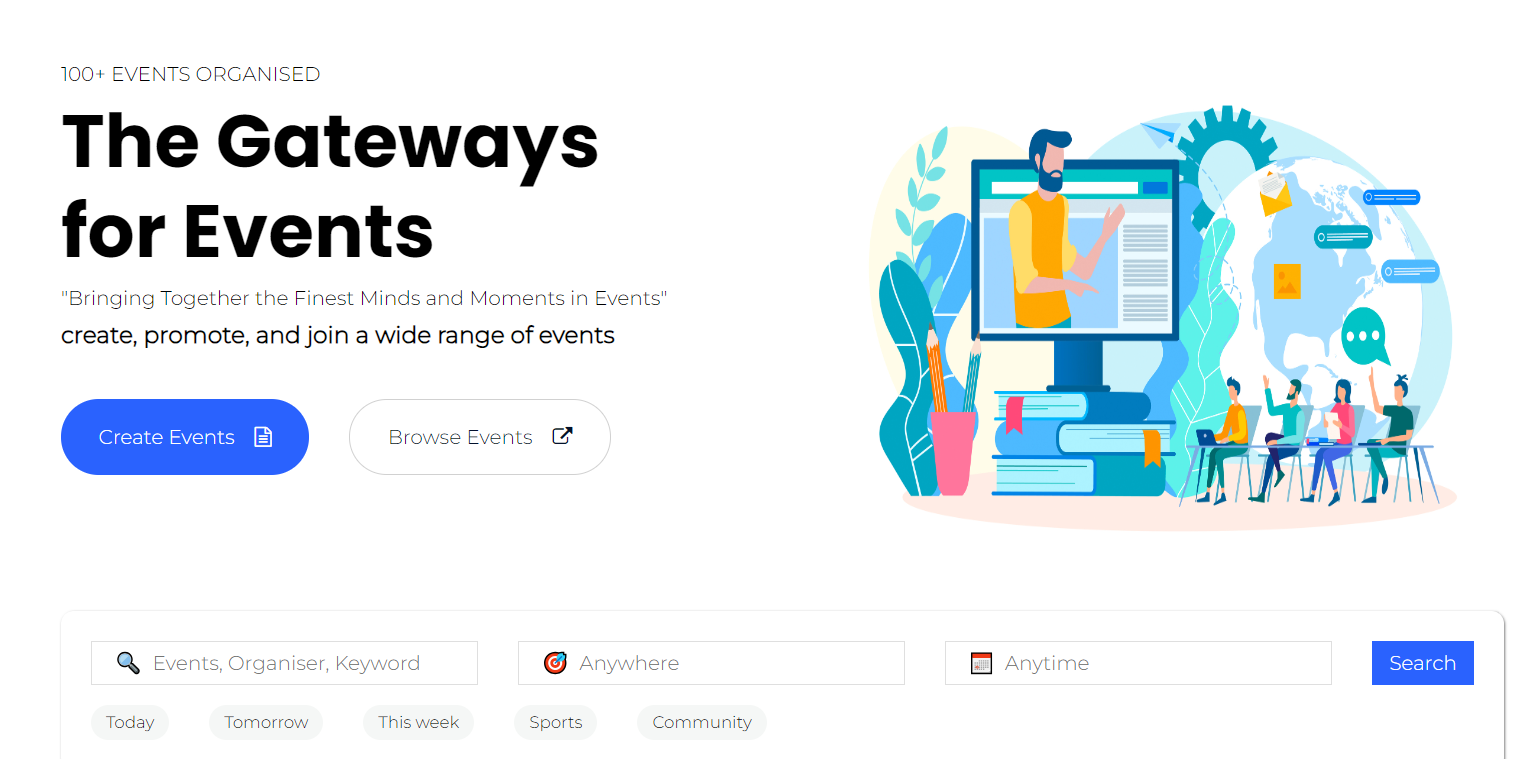 100+ EVENTS ORGANISED
The Gateways
for Events
"Bringing Together the Finest Minds and Moments in Events"
create, promote, and join a wide range of events
Create Events
Browse Events
Events, Organiser, Keyword
Anywhere
Anytime
Search
Today
Tomorrow
This week
Sports
Community